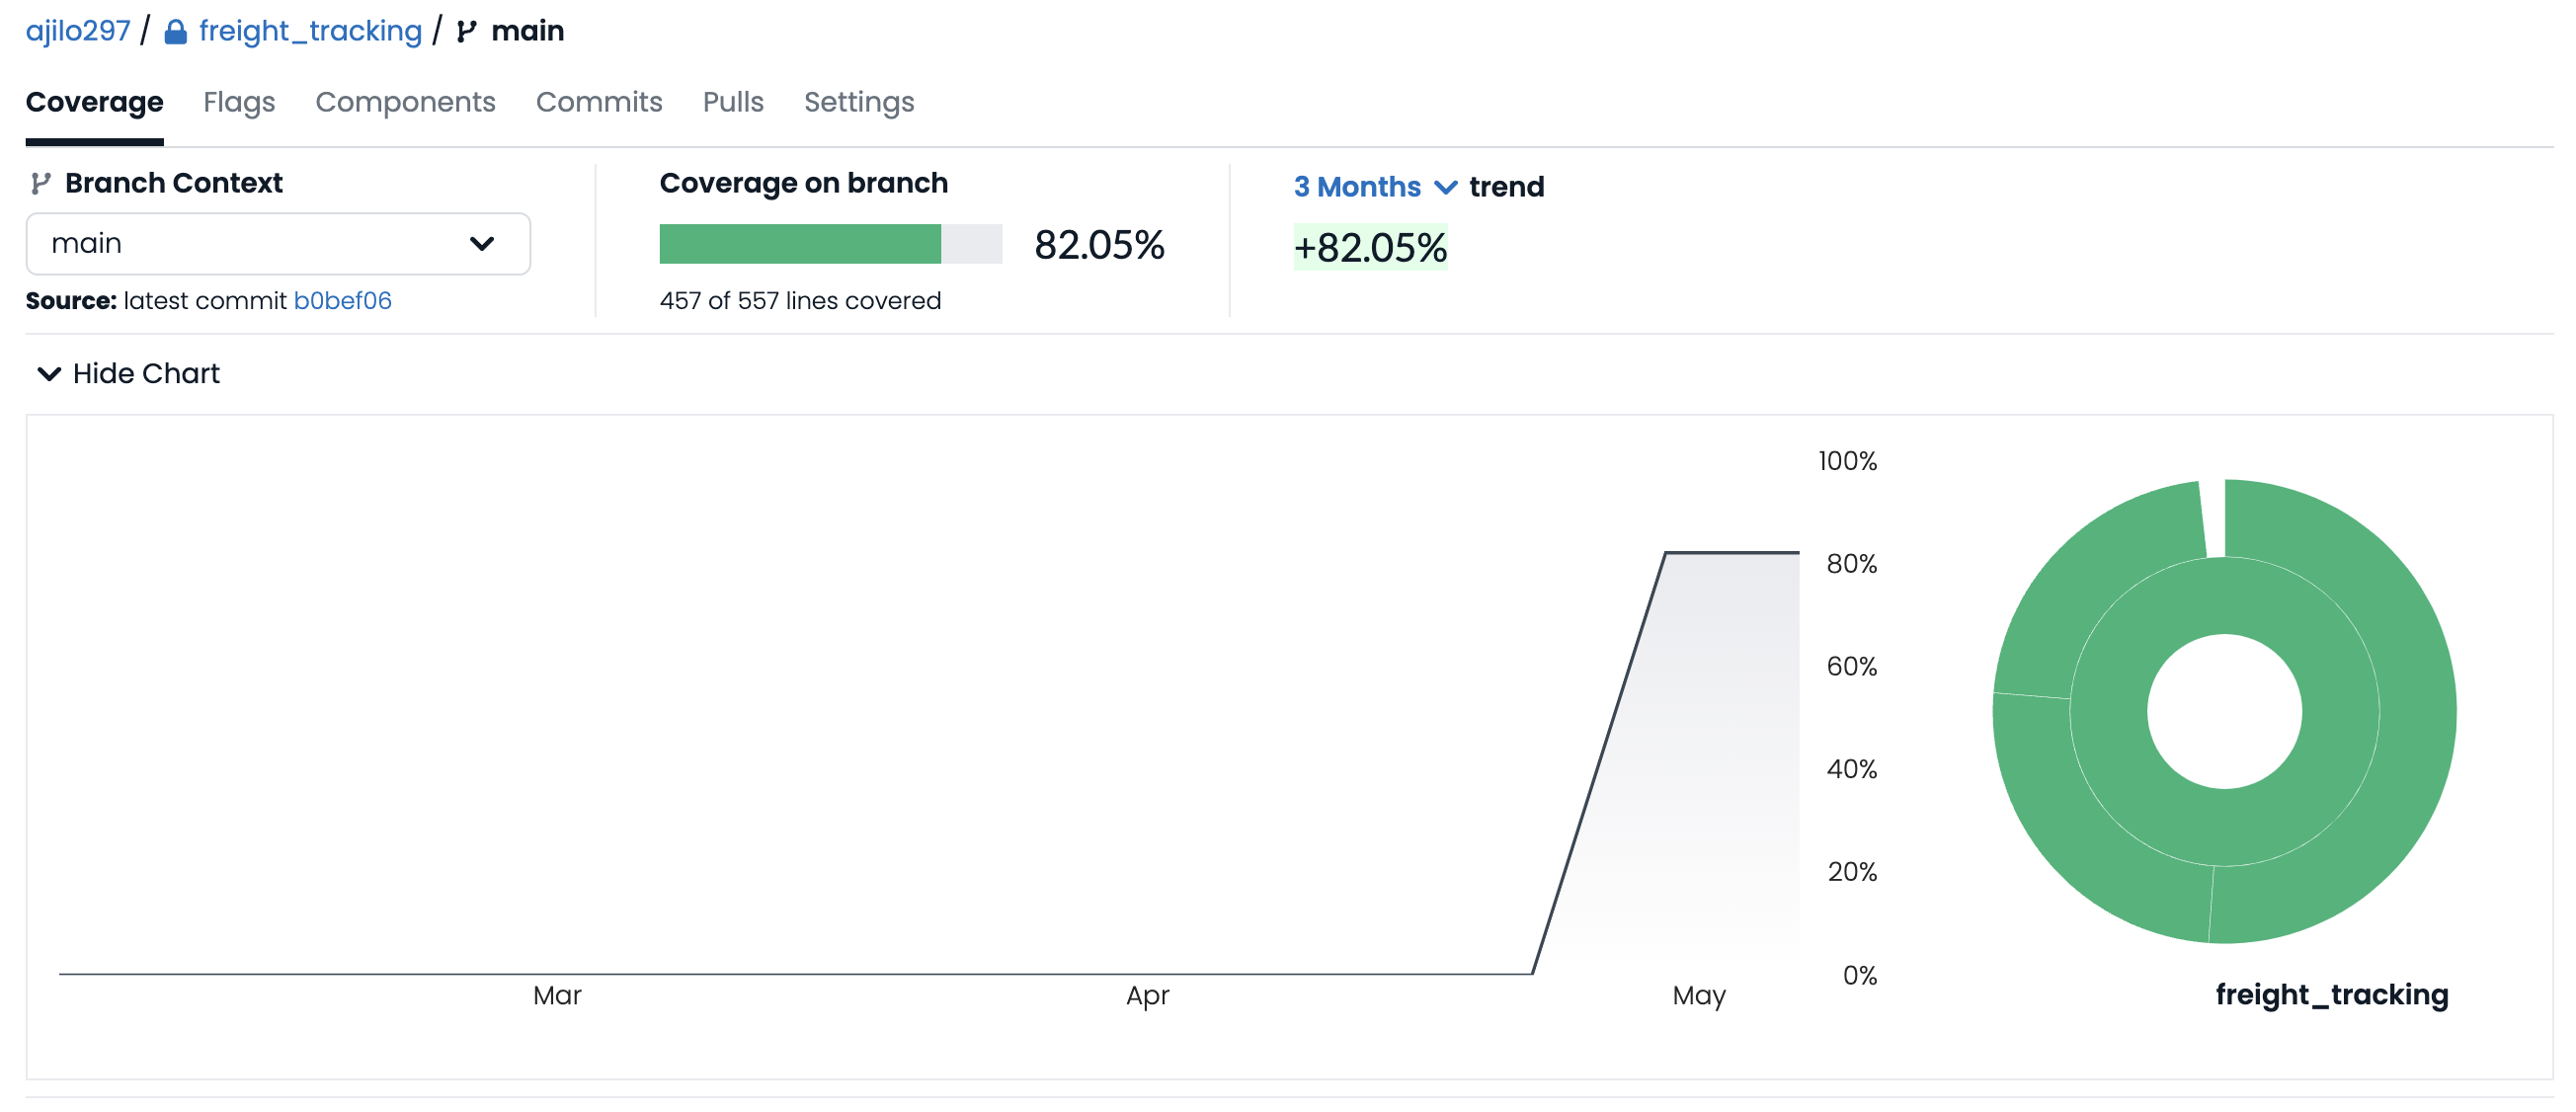 ajilo297 / freight_tracking / main
Coverage Flags Components Commits Pulls Settings
Branch Context
main
Source: latest commit b0bef06
Coverage on branch
82.05%
457 of 557 lines covered
3 Months trend
+82.05%
Hide Chart
100%
80%
60%
40%
20%
0%
Mar Apr May
freight_tracking